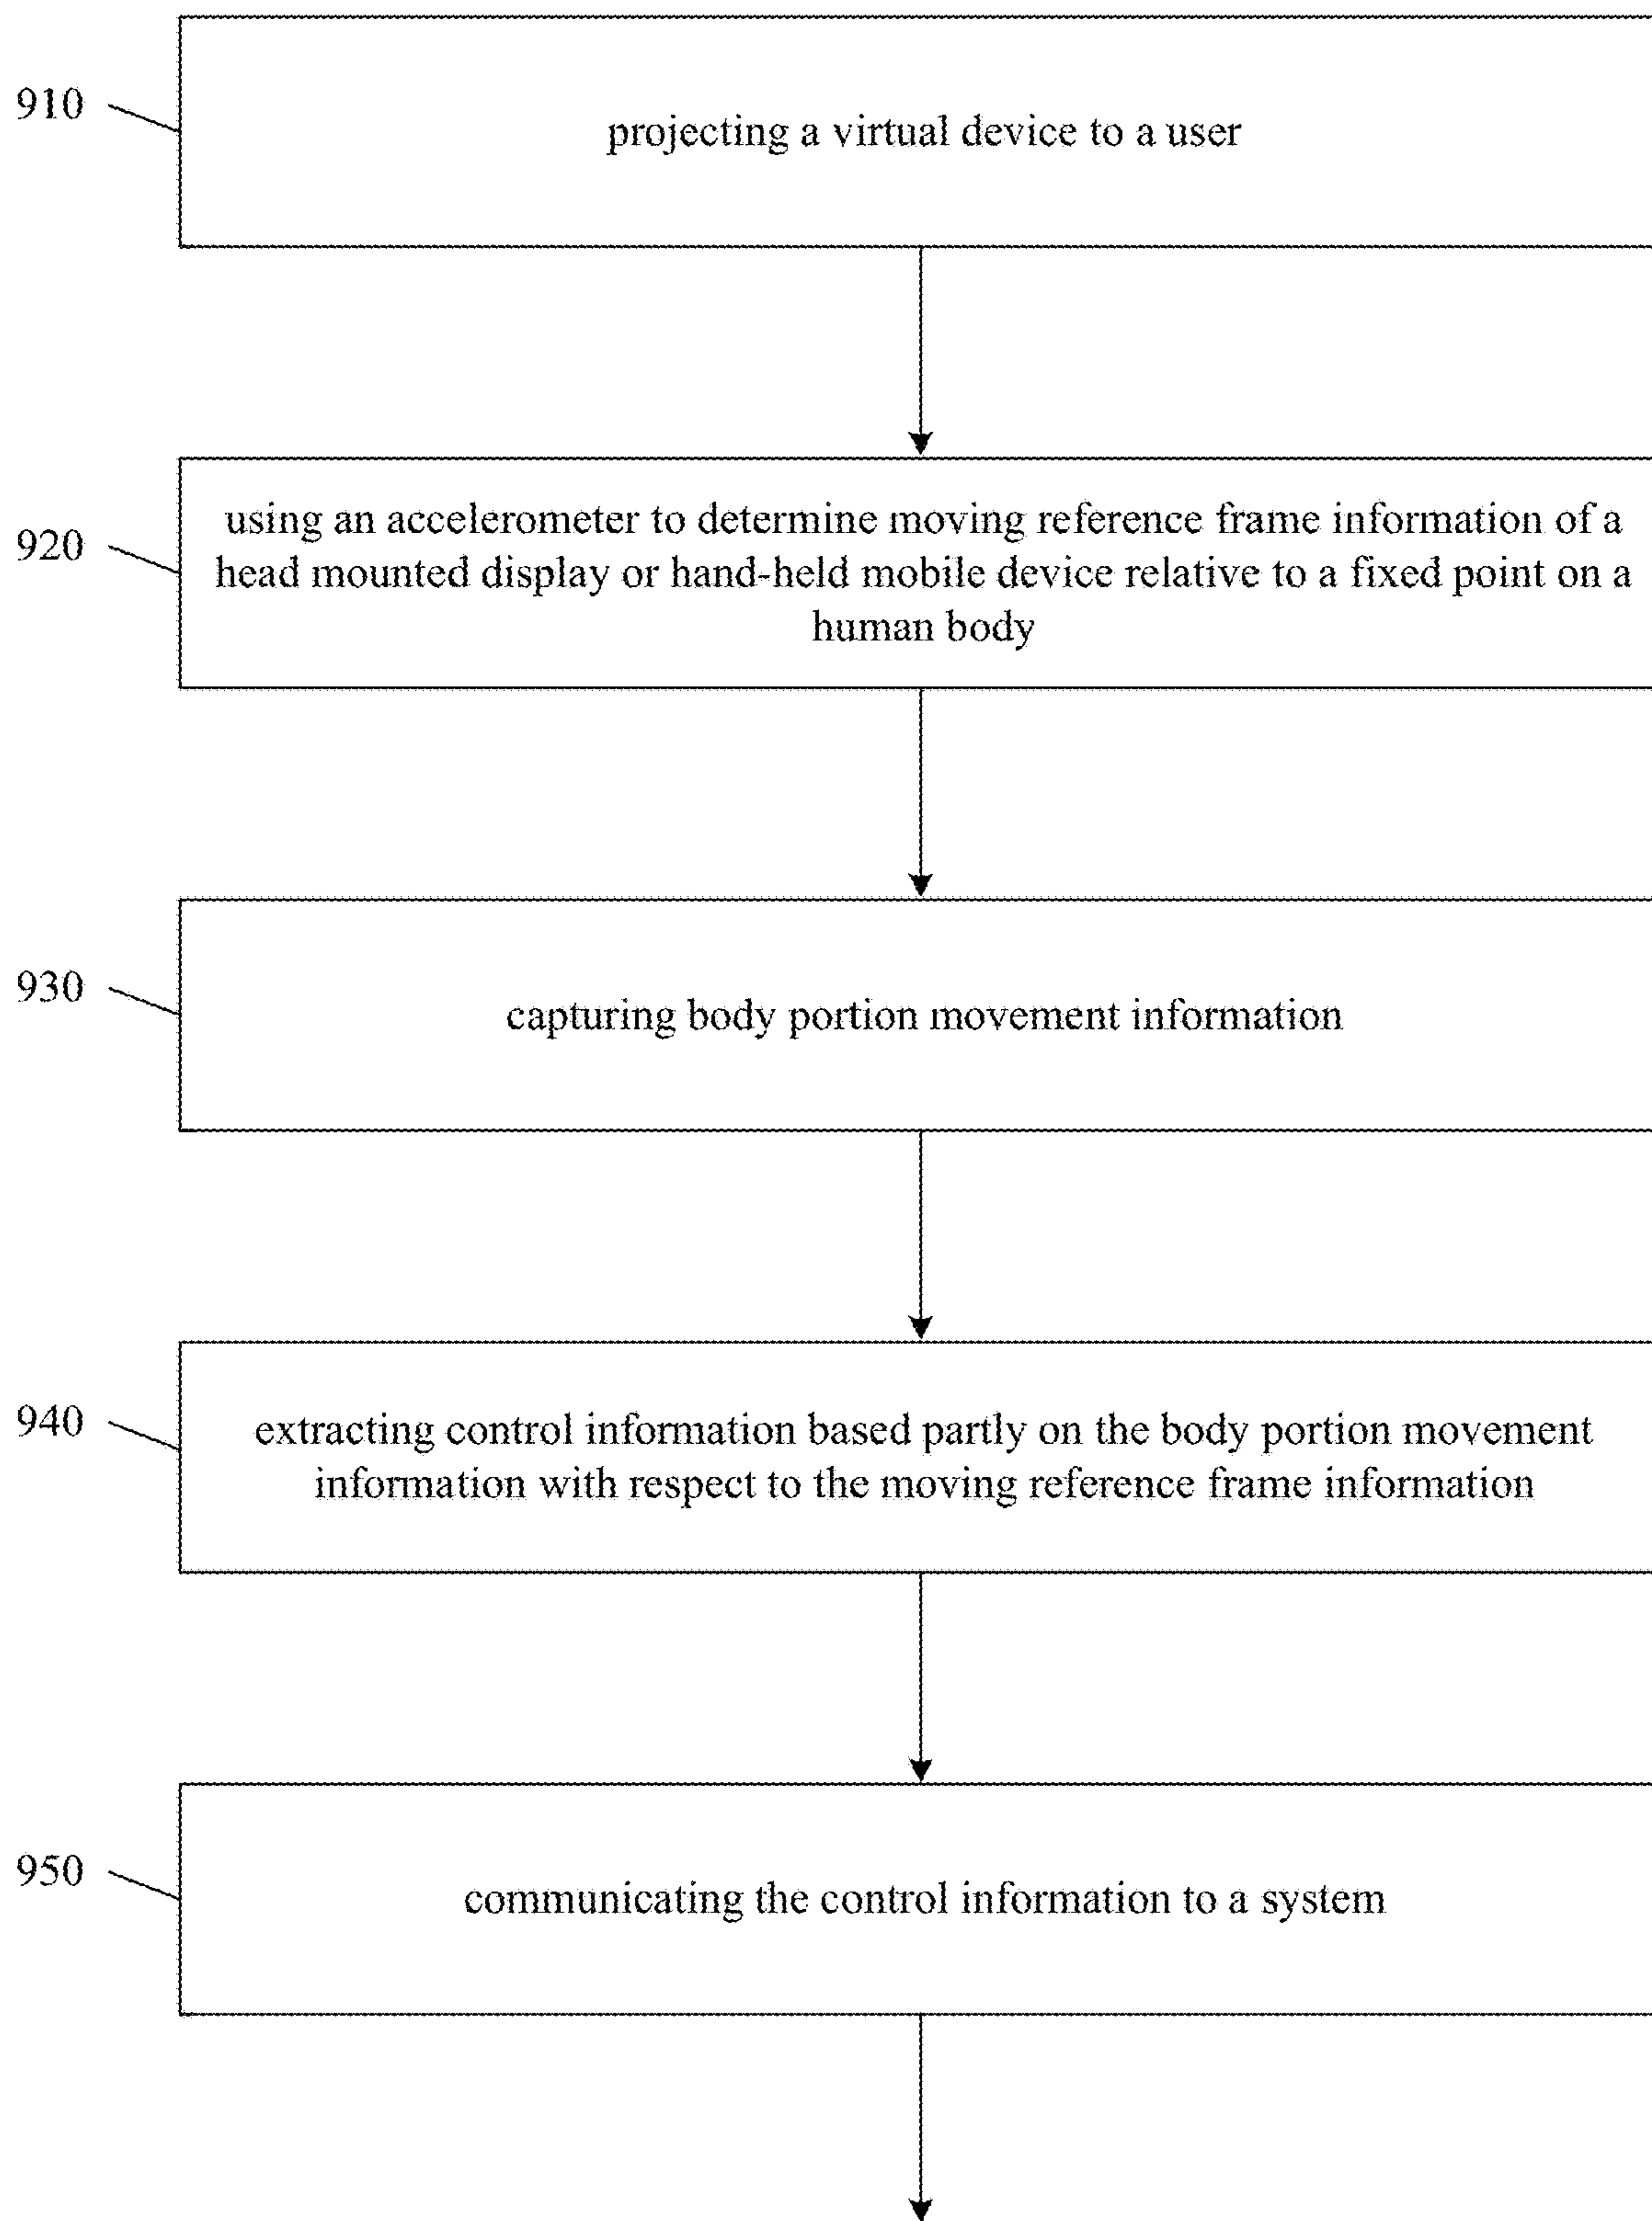 910
projecting a virtual device to a user
920
using an accelerometer to determine moving reference frame information of a
head mounted display or hand-held mobile device relative to a fixed point on a
human body
930
capturing body portion movement information
940
extracting control information based partly on the body portion movement
information with respect to the moving reference frame information
950
communicating the control information to a system